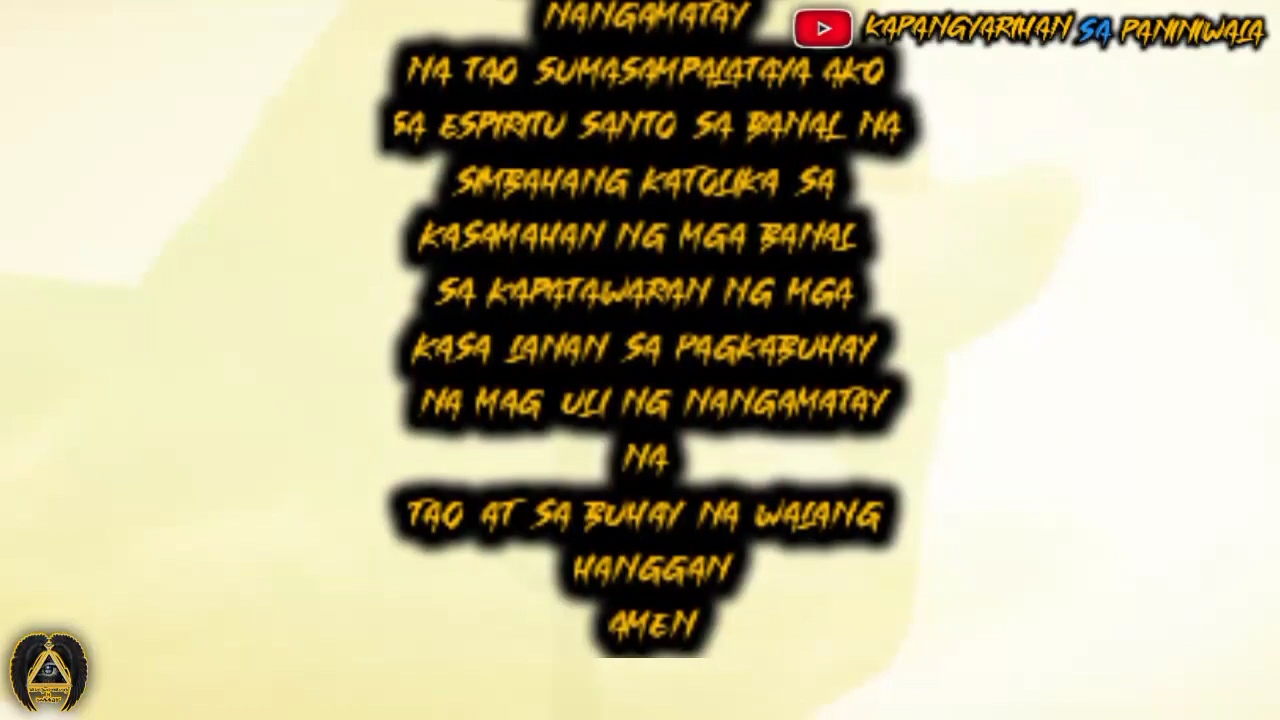 NANGAMATAY
KAPANGYARIHAN SA PANINIWALA
NA TAO SUMASAMPALATAYA AKO
SA ESPIRITU SANTO SA BANAL NA
SIMBAHANG KATOLIKA SA
KASAMAHAN NG MGA BANAL
SA KAPATAWARAN NG MGA
KASA LANAN SA PAGKABUHAY
NA MAG ULI NG NANGAMATAY
NA
TAO AT SA BUHAY NA WALANG
HANGGAN
AMEN